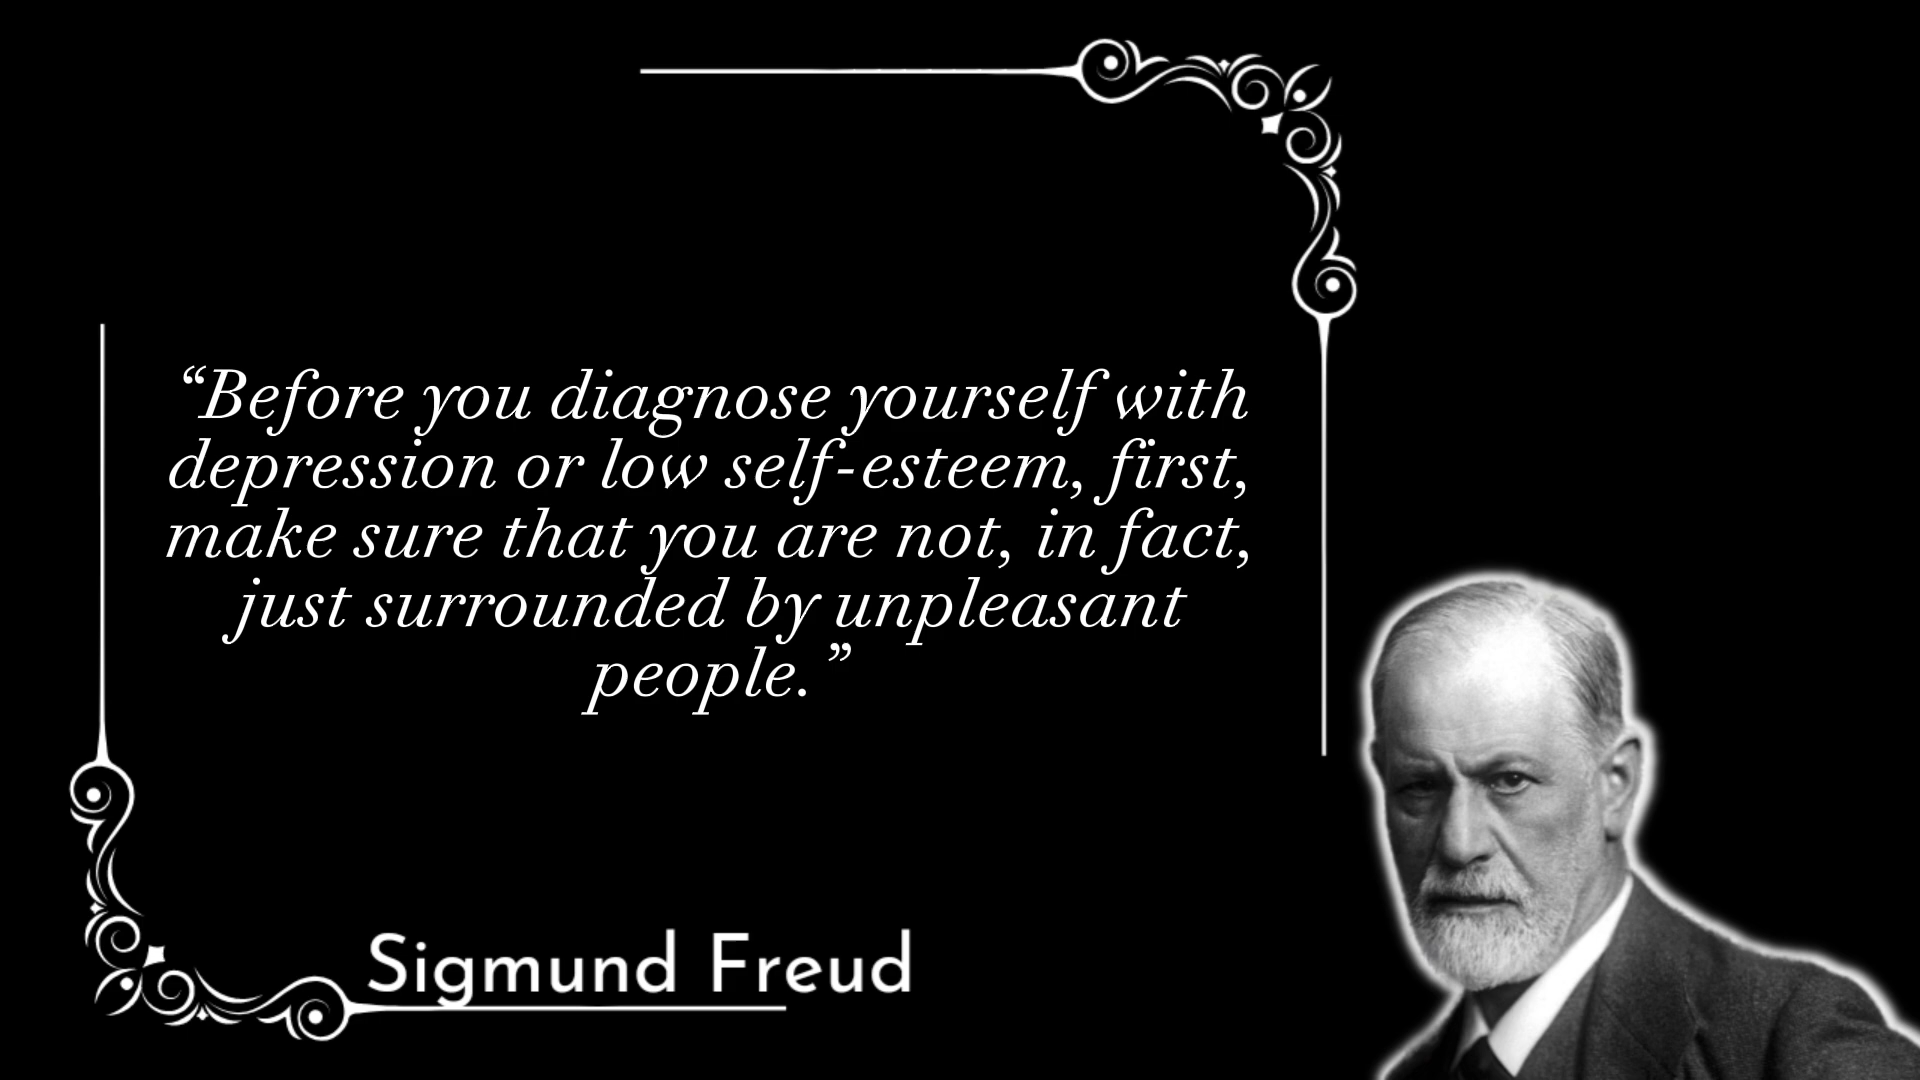 “Before you diagnose yourself with
depression or low self-esteem, first,
make sure that you are not, in fact,
just surrounded by unpleasant
people.”
Sigmund Freud